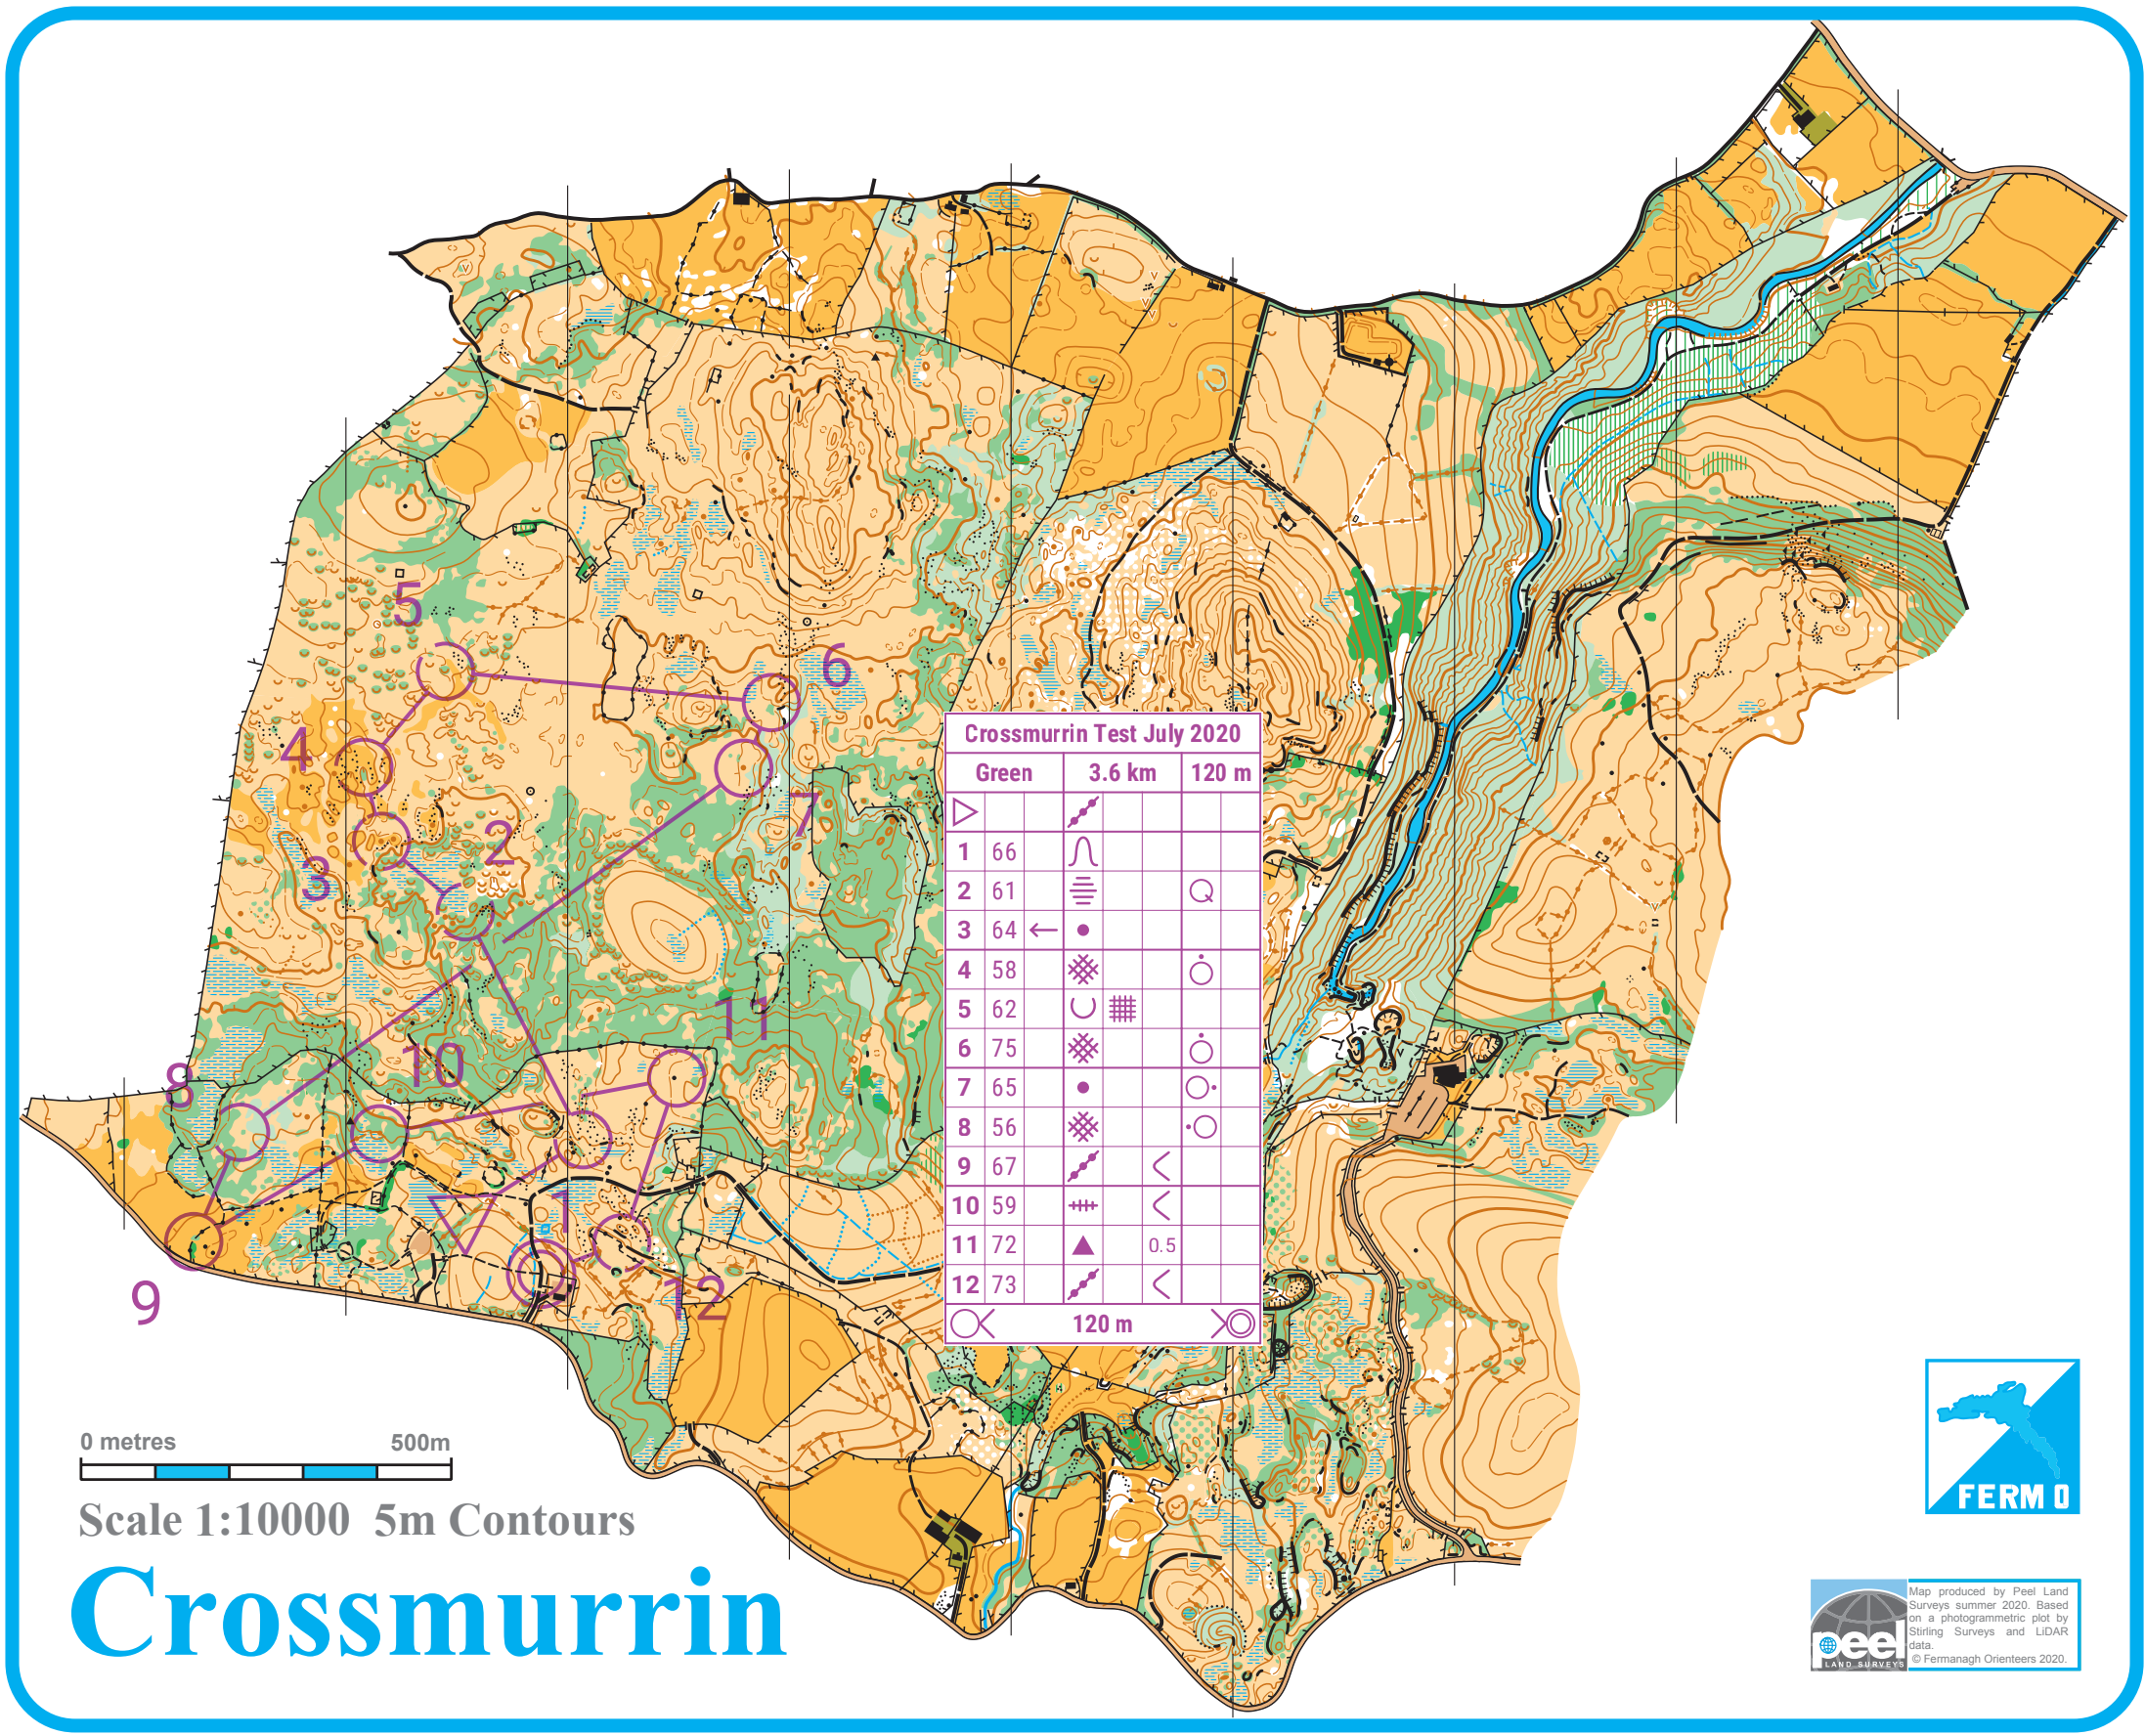 5
6
4
7
2
3
11
10
8
1
9
12
Crossmurrin Test July 2020
Green 3.6 km 120 m
1 66
2 61
3 64
4 58
5 62
6 75
7 65
8 56
9 67
10 59
11 72 0.5
12 73
120 m
0 metres 500m
Scale 1:10000 5m Contours
Crossmurrin
FERMO
peel
LAND SURVEYS
Map produced by Peel Land
Surveys summer 2020. Based
on a photogrammetric plot by
Stirling Surveys and LiDAR
data.
© Fermanagh Orienteers 2020.